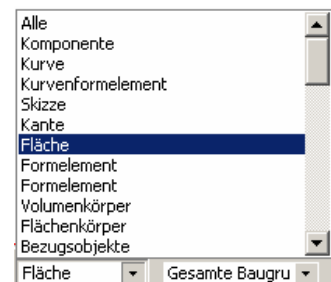 Alle
Komponente
Kurve
Kurvenformelement
Skizze
Kante
Fläche
Formelement
Formelement
Volumenkörper
Flächenkörper
Bezugsobjekte
Fläche Gesamte Baugru